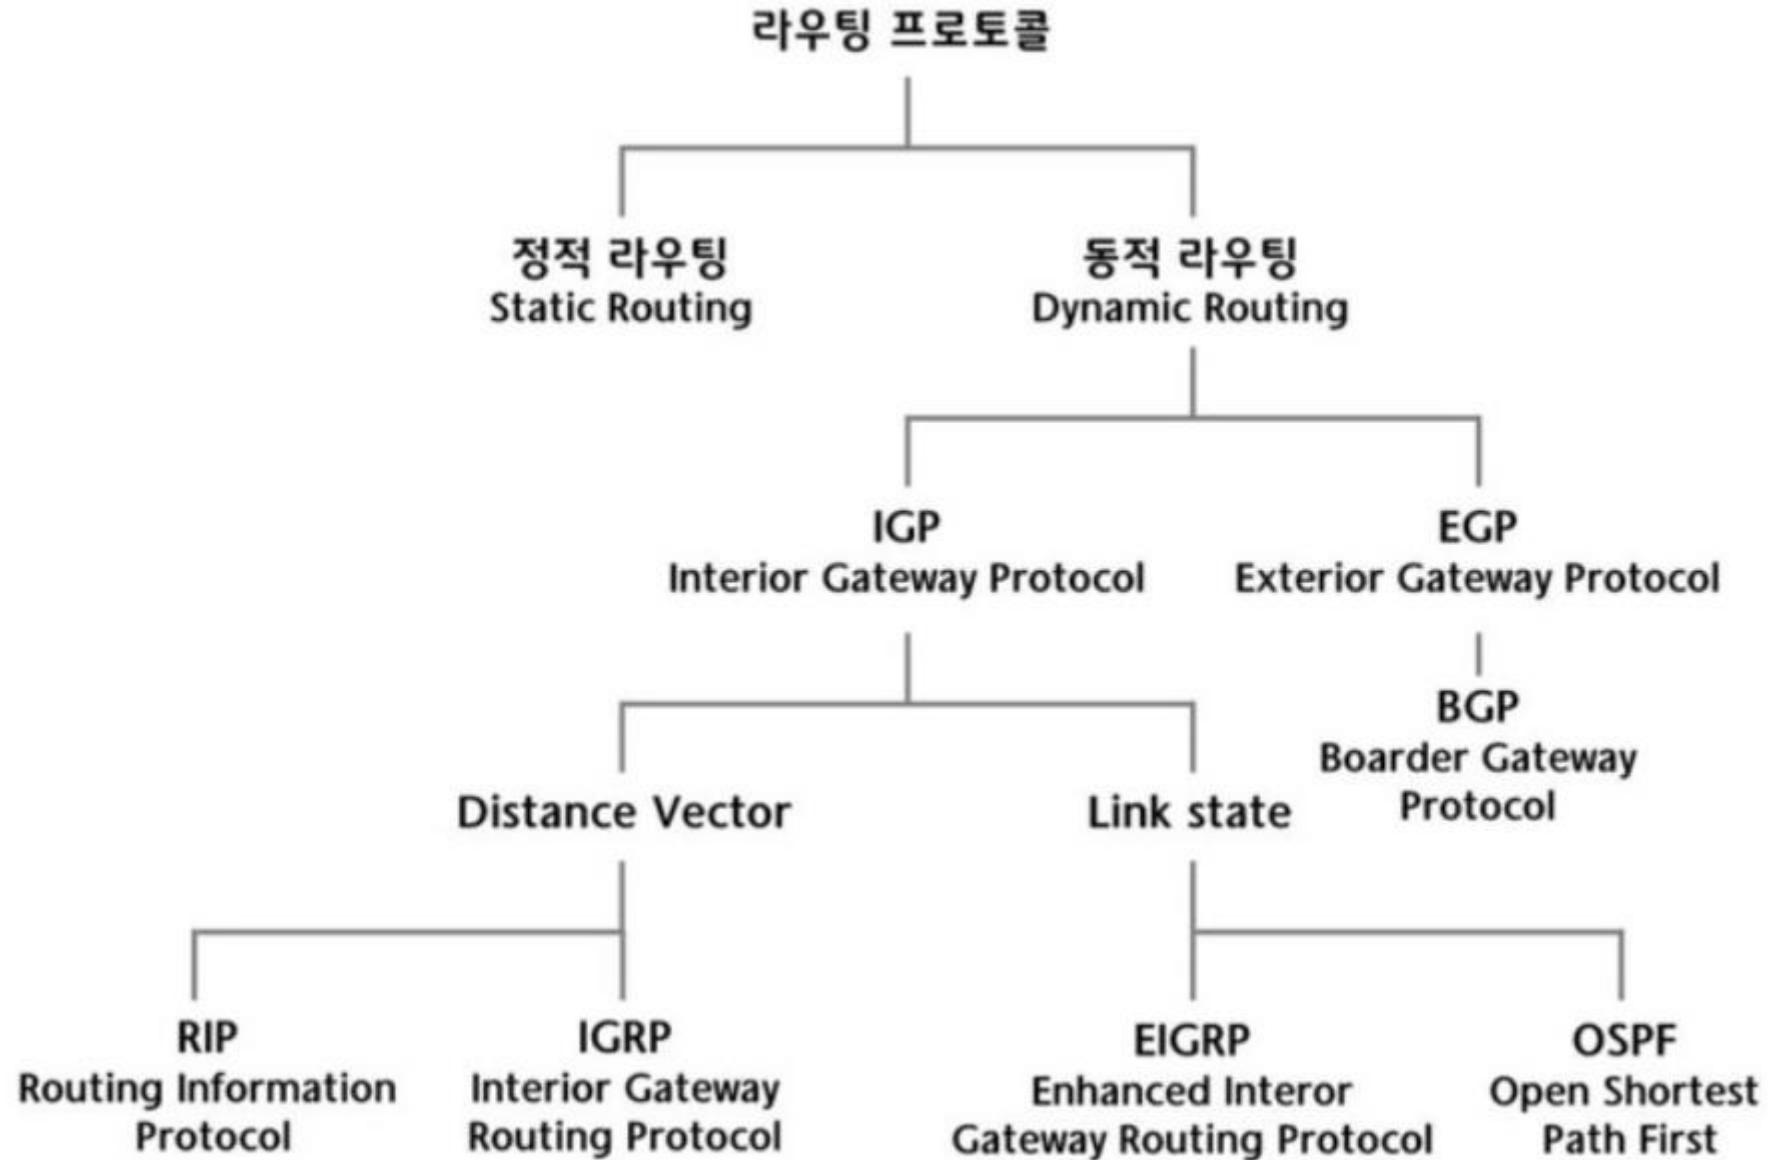 라우팅 프로토콜
정적 라우팅
Static Routing
동적 라우팅
Dynamic Routing
IGP
Interior Gateway Protocol
EGP
Exterior Gateway Protocol
BGP
Boarder Gateway
Protocol
Distance Vector
Link state
RIP
Routing Information
Protocol
IGRP
Interior Gateway
Routing Protocol
EIGRP
Enhanced Interor
Gateway Routing Protocol
OSPF
Open Shortest
Path First